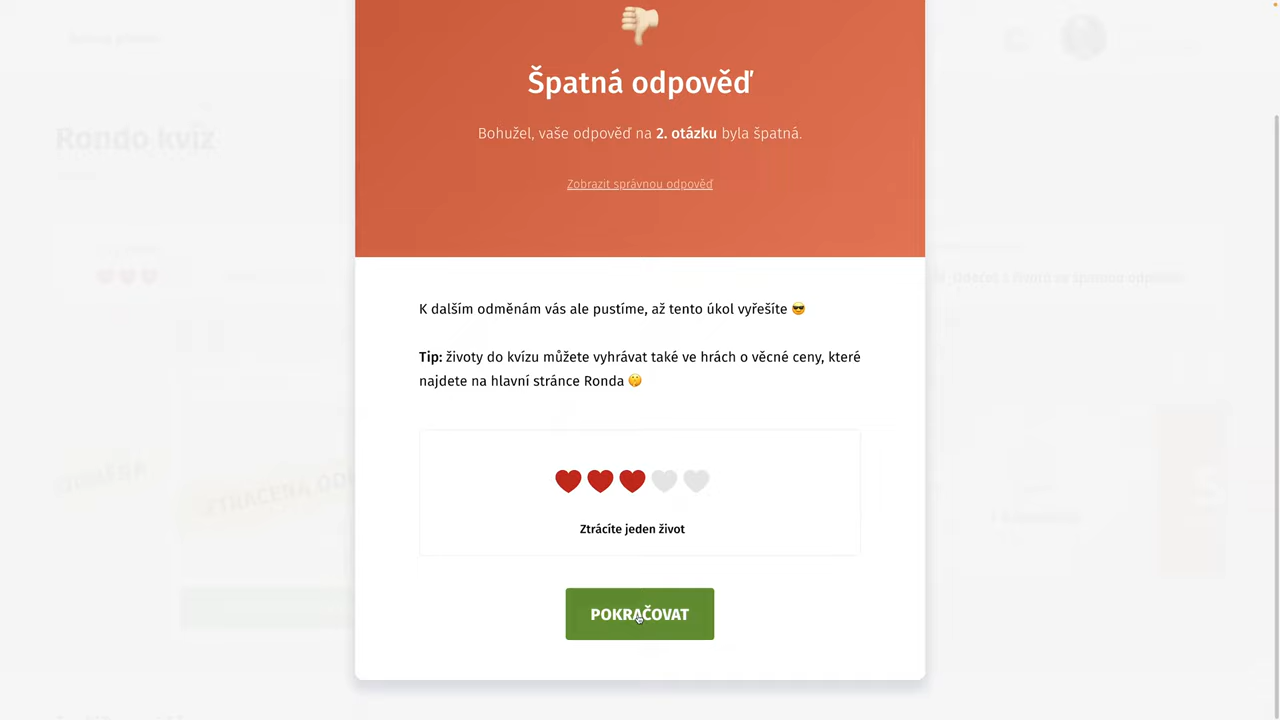 Špatná odpověď
Bohužel, vaše odpověď na 2. otázku byla špatná.
Zobrazit správnou odpověď
Rondo kvíz
K dalším odměnám vás ale pustíme, až tento úkol vyřešíte 😎
Tip: životy do kvízu můžete vyhrávat také ve hrách o věcné ceny, které
najdete na hlavní stránce Ronda 🤫
Ztrácíte jeden život
POKRAČOVAT